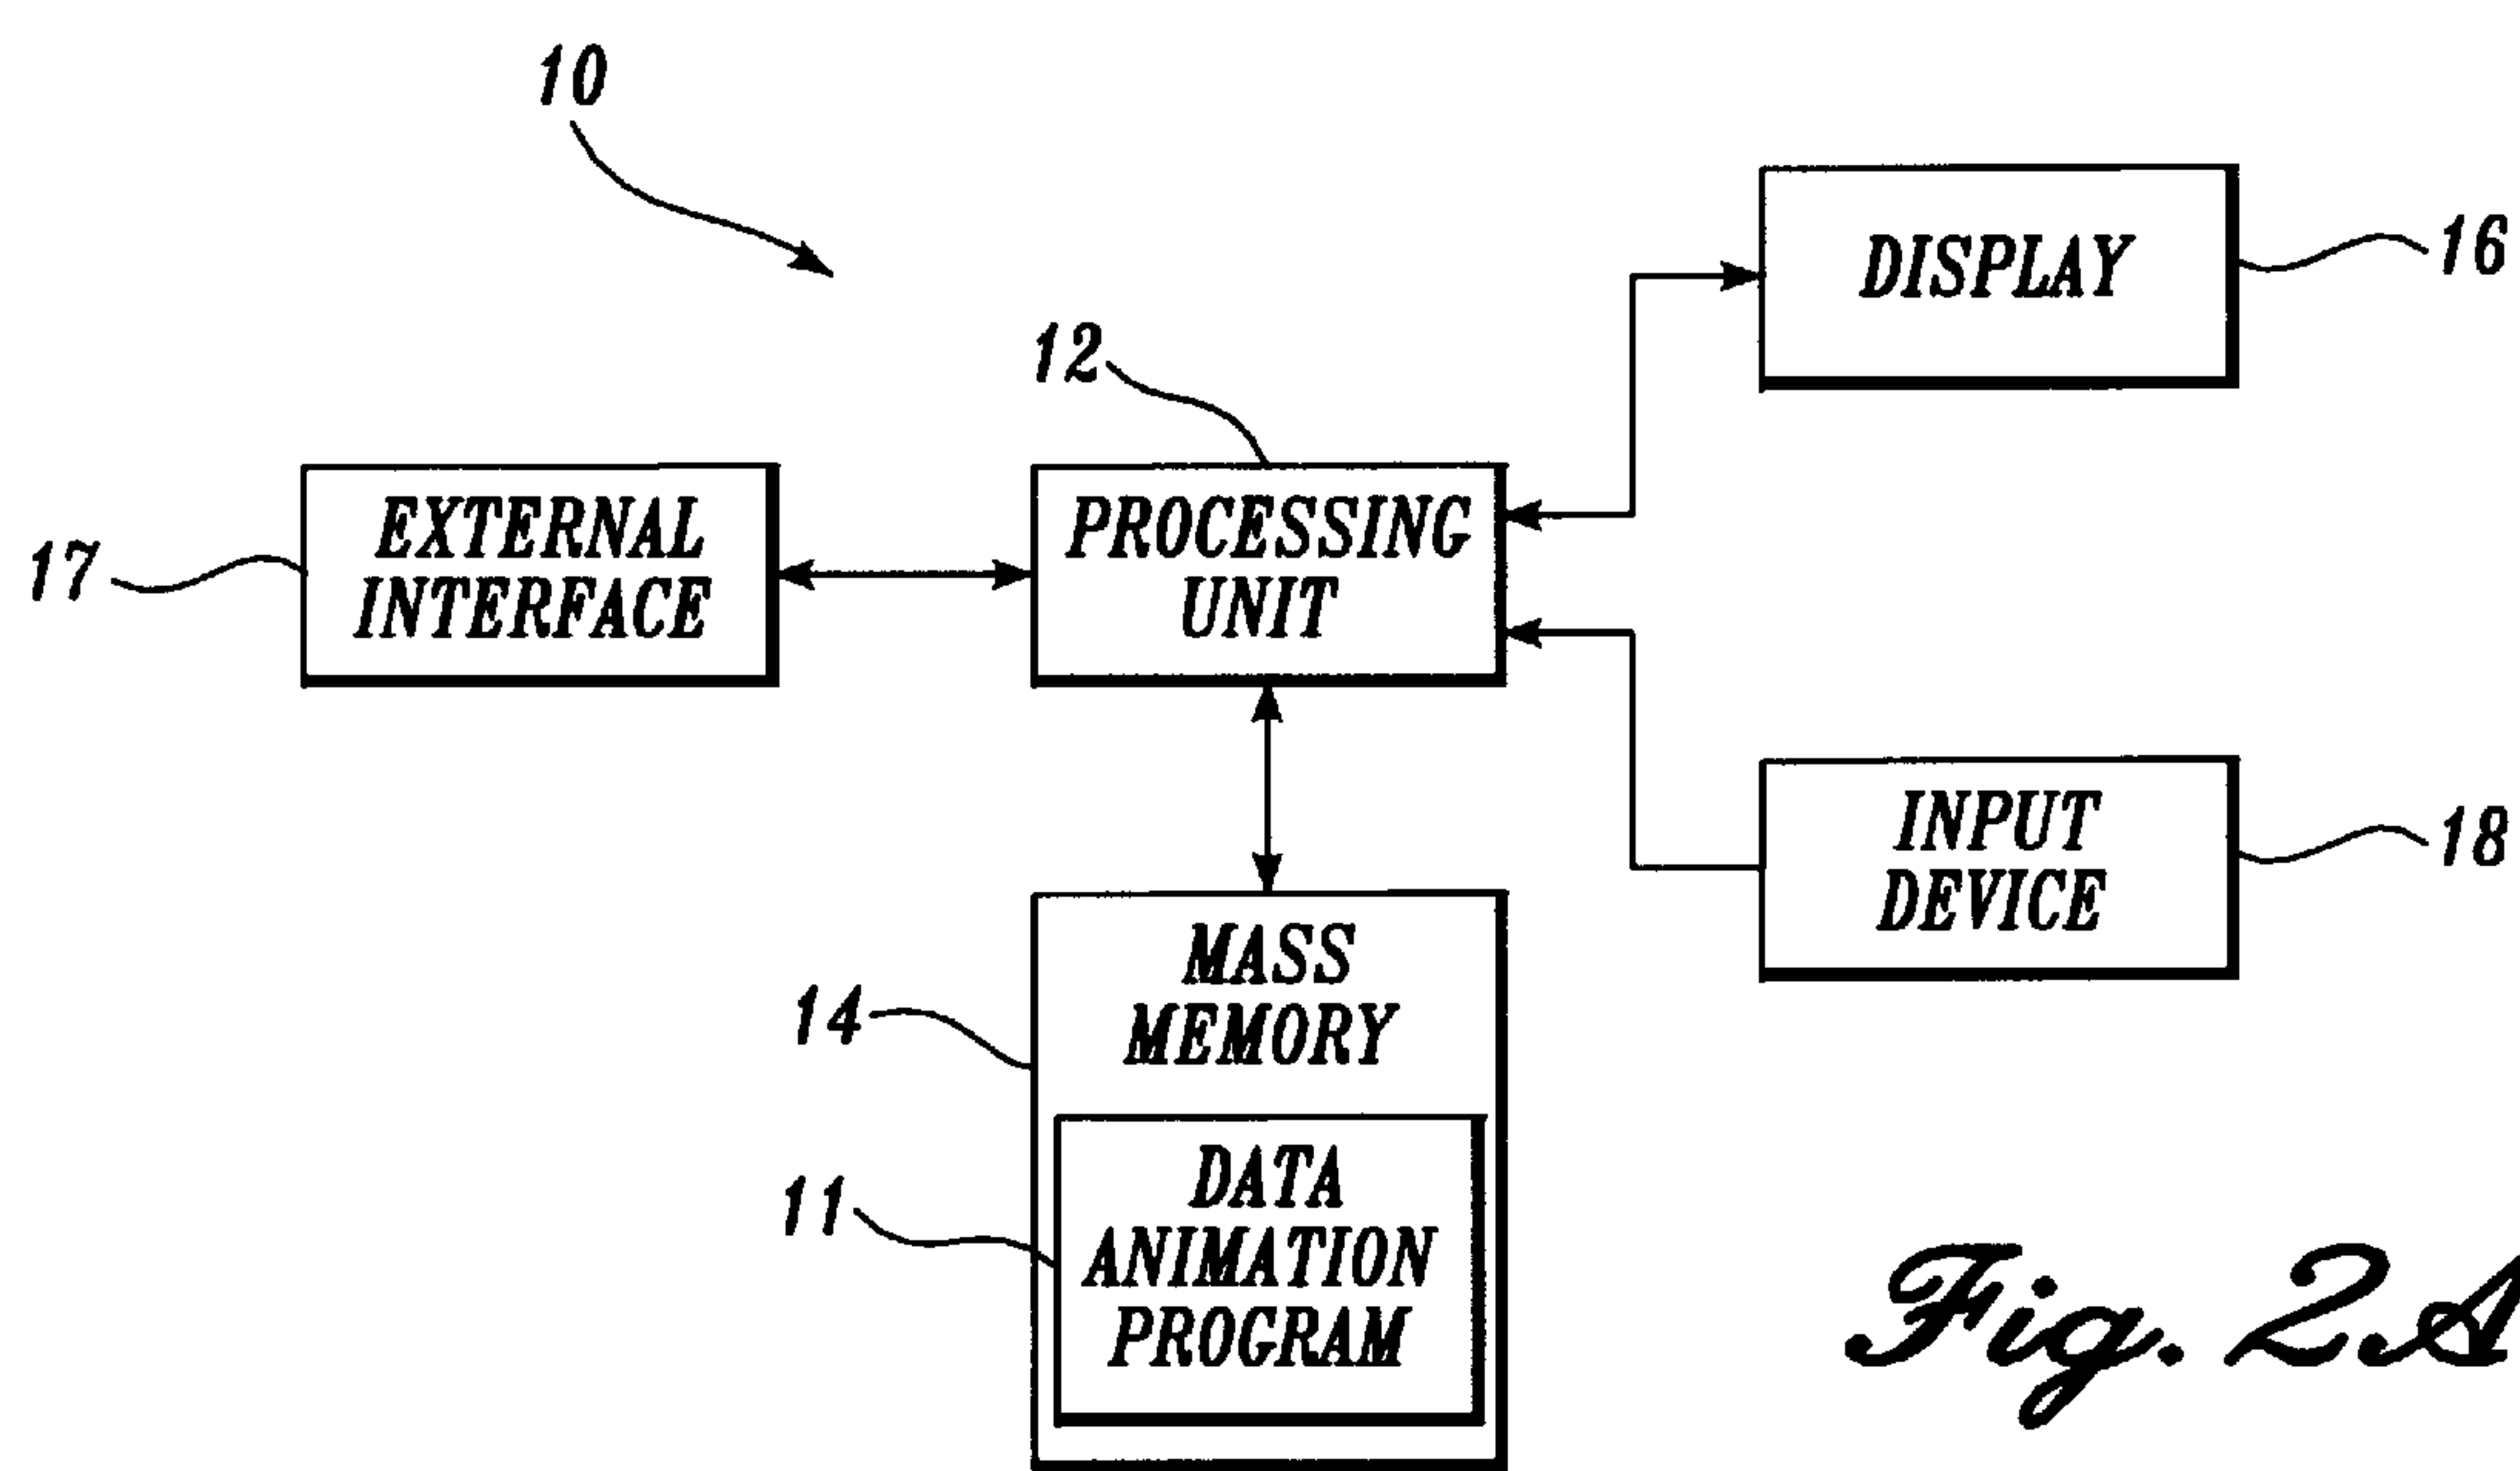 10
DISPLAY
16
12
EXTERNAL
INTERFACE
17
PROCESSING
UNIT
INPUT
DEVICE
18
MASS
MEMORY
14
DATA
ANIMATION
PROGRAM
11
Fig. 2A